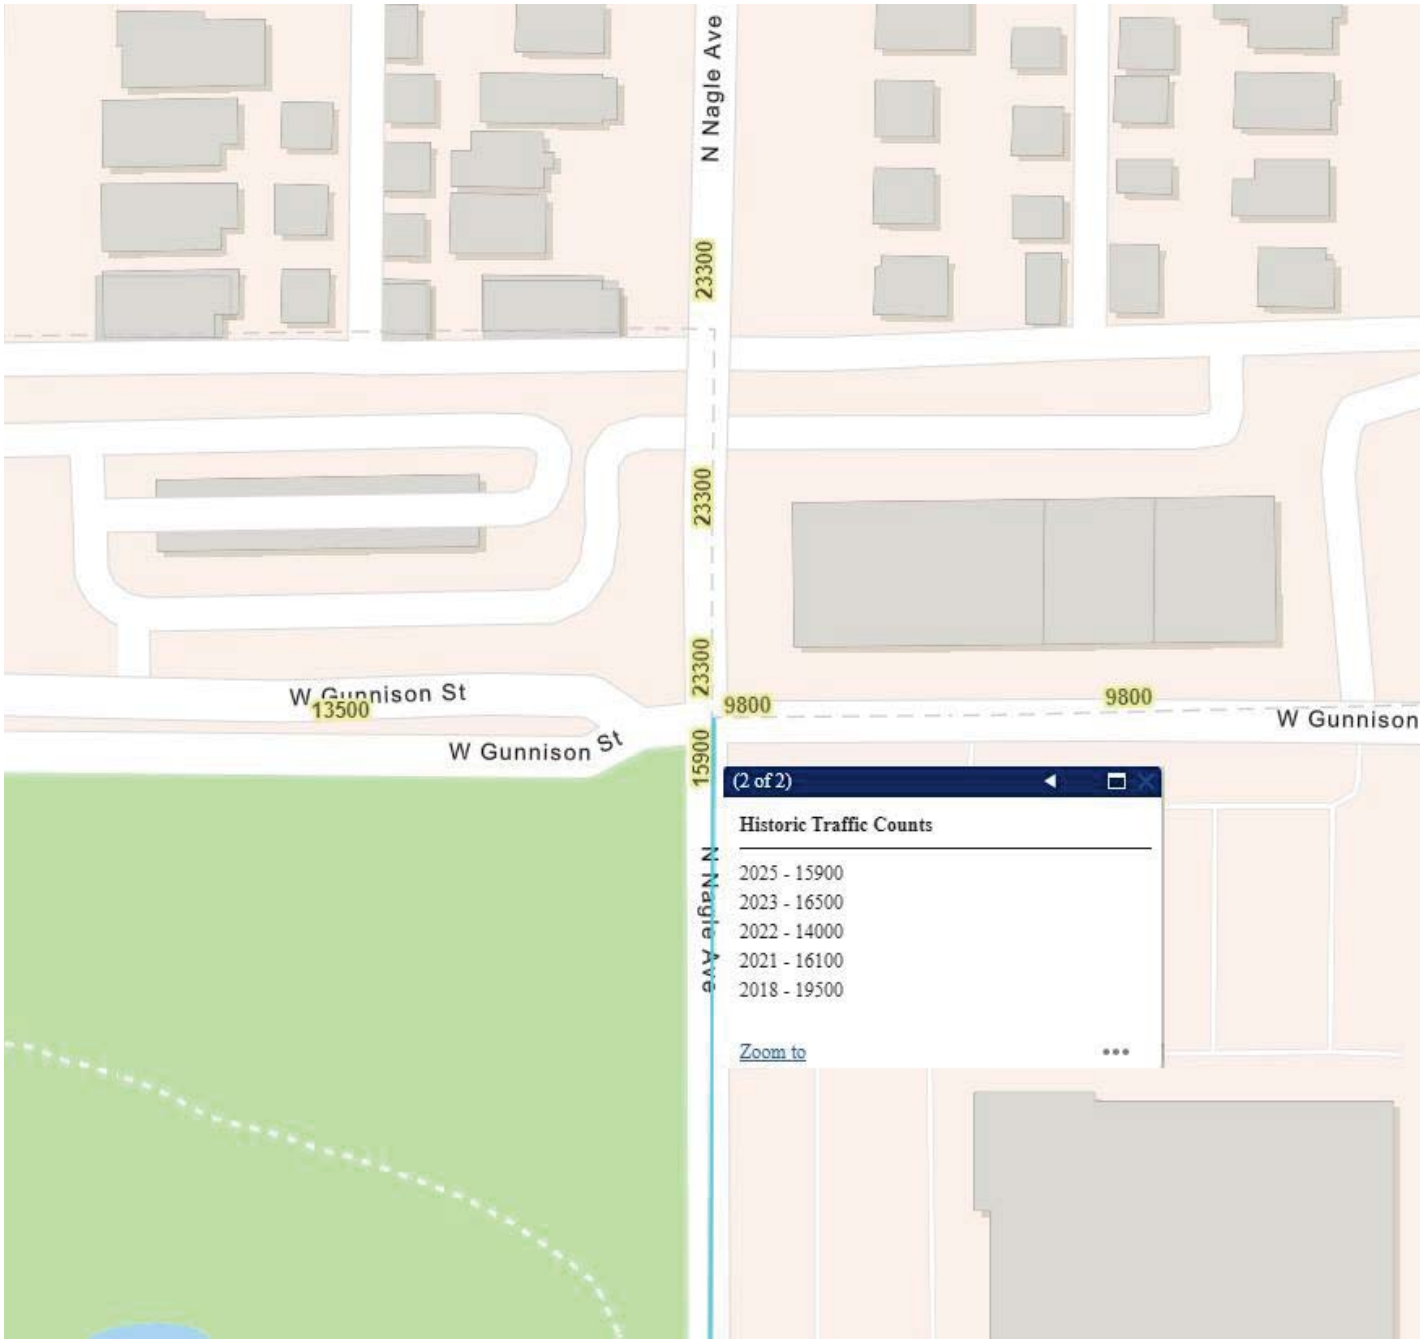 N Nagle Ave
23300
23300
23300
W Gunnison St
13500
9800
9800
W Gunnison
W Gunnison St
15900
(2 of 2)
Historic Traffic Counts
N Nagle Ave
2025 - 15900
2023 - 16500
2022 - 14000
2021 - 16100
2018 - 19500
Zoom to